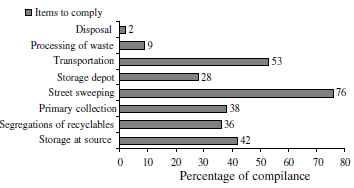 Items to comply
Disposal 2
Processing of waste 9
Transportation 53
Storage depot 28
Street sweeping 76
Primary collection 38
Segregations of recyclables 36
Storage at source 42
0 10 20 30 40 50 60 70 80
Percentage of compilance